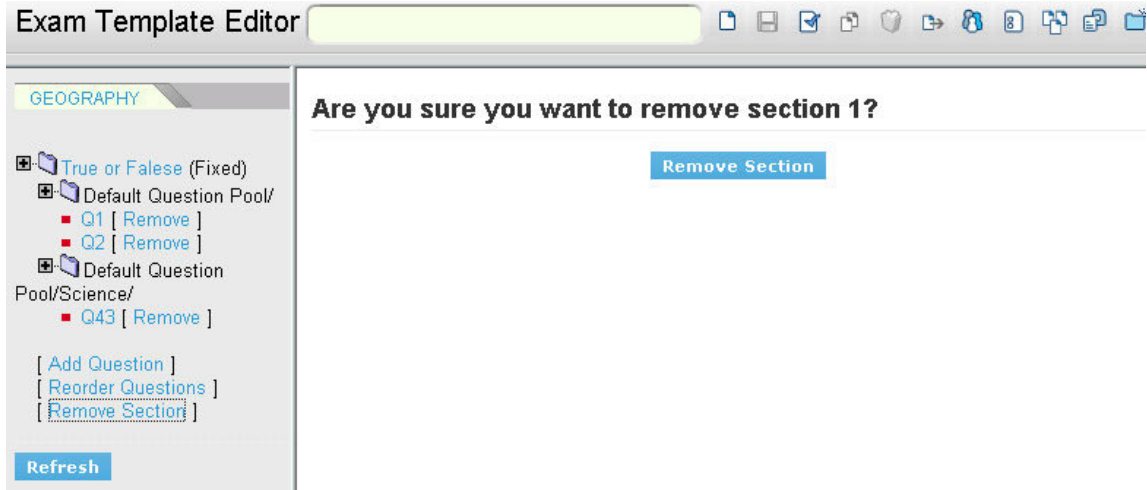 Exam Template Editor
GEOGRAPHY
True or Falese (Fixed)
Default Question Pool/
Q1 [ Remove ]
Q2 [ Remove ]
Default Question
Pool/Science/
Q43 [ Remove ]
[ Add Question ]
[ Reorder Questions ]
[ Remove Section ]
Refresh
Are you sure you want to remove section 1?
Remove Section